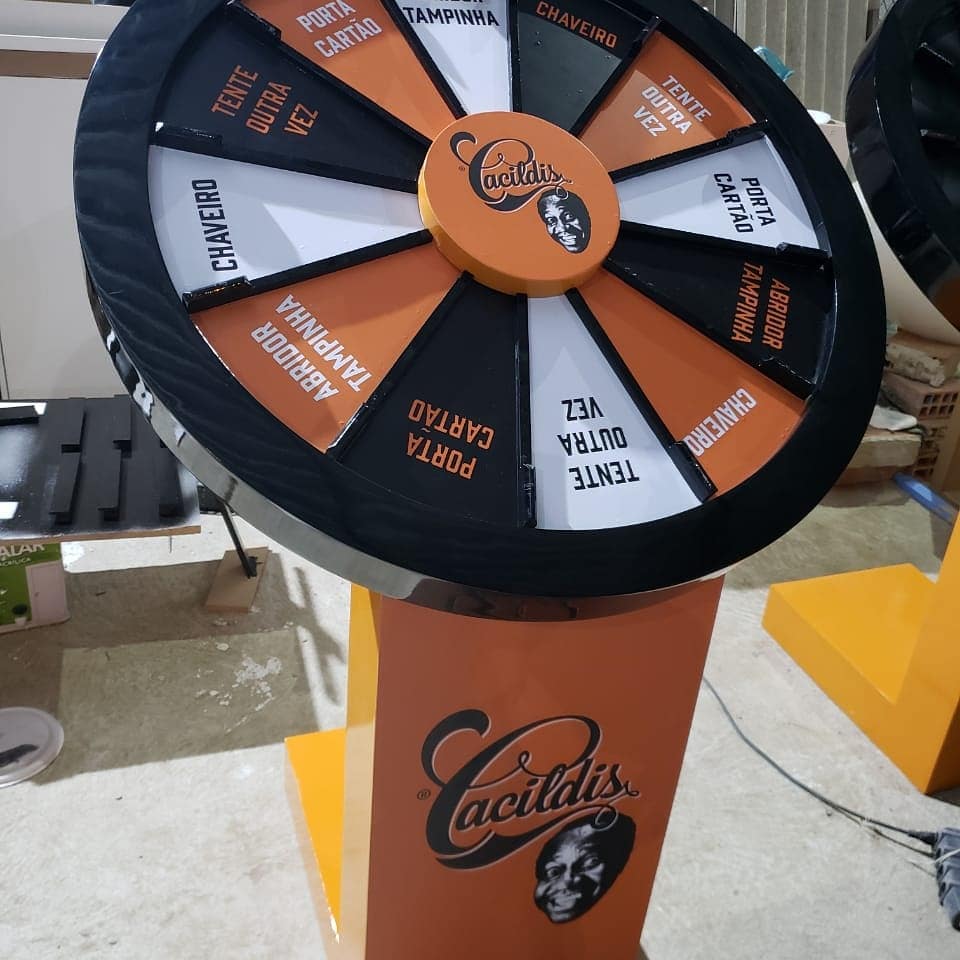 PORTA
CARTÃO
TAMPINHA
CHAVEIRO
TENTE
OUTRA
VEZ
TENTE
OUTRA
VEZ
® Cacildis
PORTA
CARTÃO
CHAVEIRO
ABRIDOR
TAMPINHA
ABRIDOR
TAMPINHA
CHAVEIRO
PORTA
CARTÃO
TENTE
OUTRA
VEZ
® Cacildis